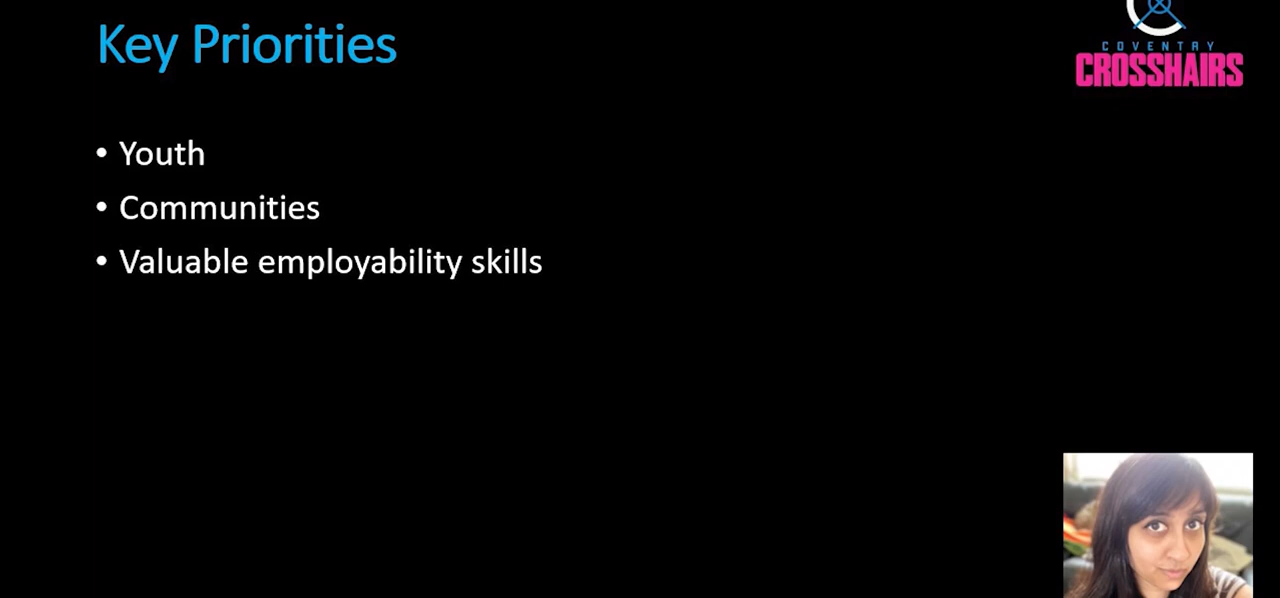 Key Priorities
COVENTRY
CROSSHAIRS
• Youth
• Communities
• Valuable employability skills